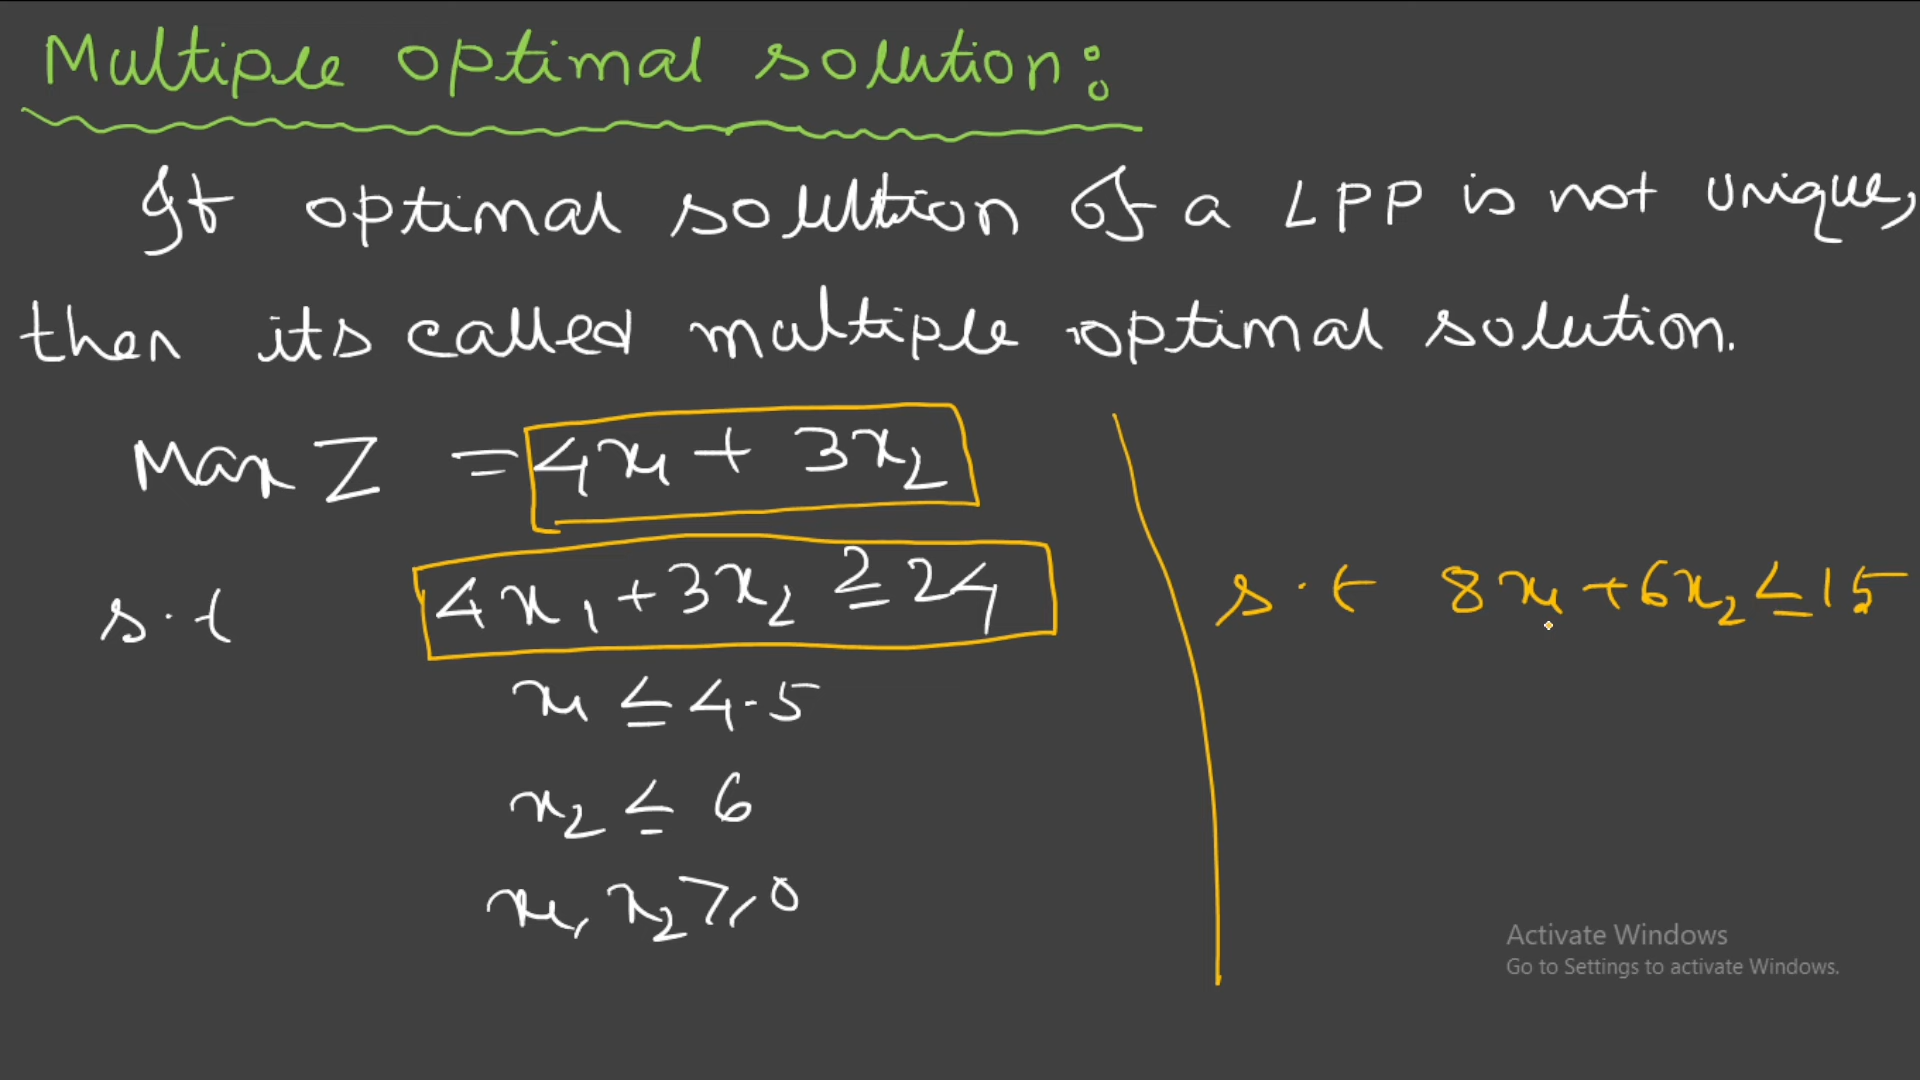 Multiple optimal solution:
If optimal solution of a LPP is not unique,
then its called multiple optimal solution.
Max Z = 4x₁ + 3x₂
s.t 4x₁ + 3x₂ ≥ 24
x₁ ≤ 4.5
x₂ ≤ 6
x₁, x₂ ≥ 0
s.t 8x₁ + 6x₂ ≤ 15
Activate Windows
Go to Settings to activate Windows.